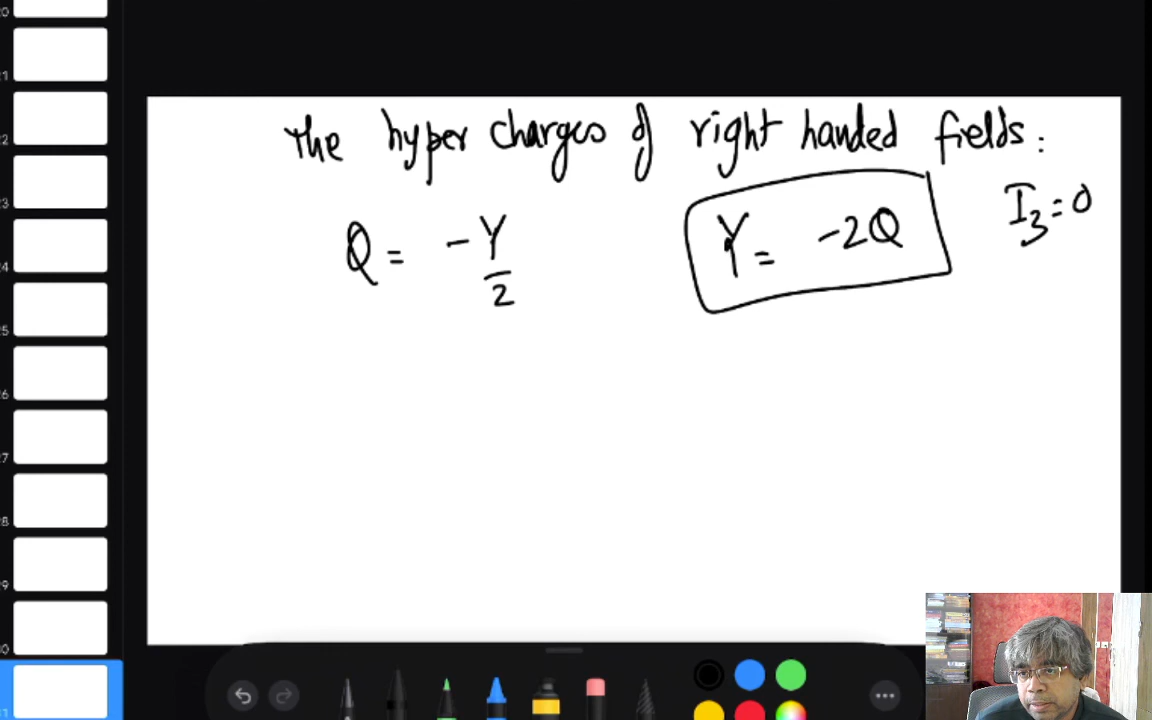 the hyper charges of right handed fields:
I₃=0
Q = -Y/2 Y = -2Q